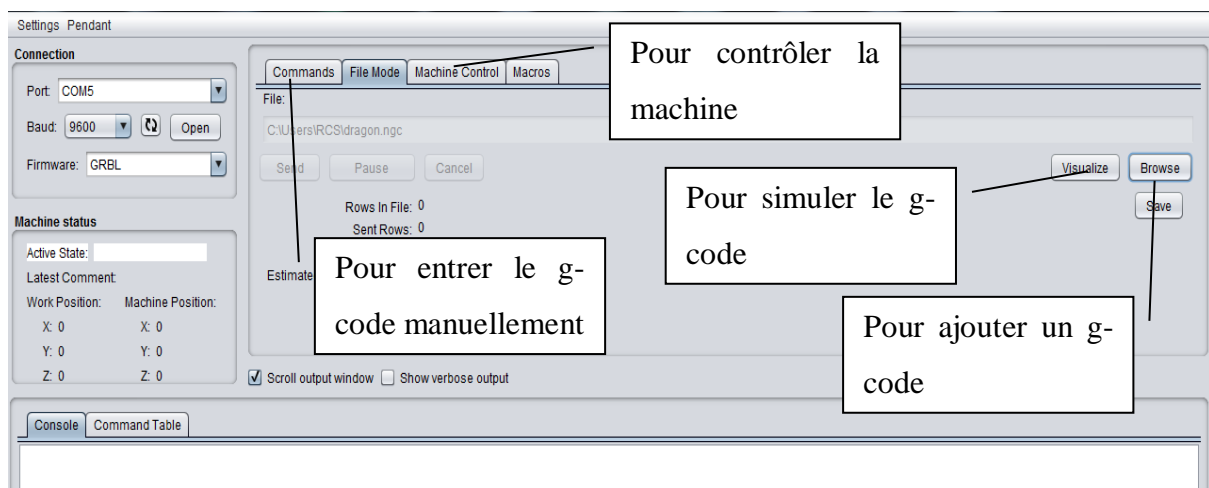 Settings Pendant
Connection
Port: COM5
Baud: 9600 Open
Firmware: GRBL
Machine status
Active State:
Latest Comment:
Work Position: Machine Position:
X: 0 X: 0
Y: 0 Y: 0
Z: 0 Z: 0
Commands File Mode Machine Control Macros
File:
C:\Users\RCS\dragon.ngc
Send Pause Cancel
Visualize Browse
Save
Rows In File: 0
Sent Rows: 0
Pour contrôler la
machine
Pour simuler le g-
code
Pour entrer le g-
code manuellement
Pour ajouter un g-
code
Scroll output window Show verbose output
Console Command Table